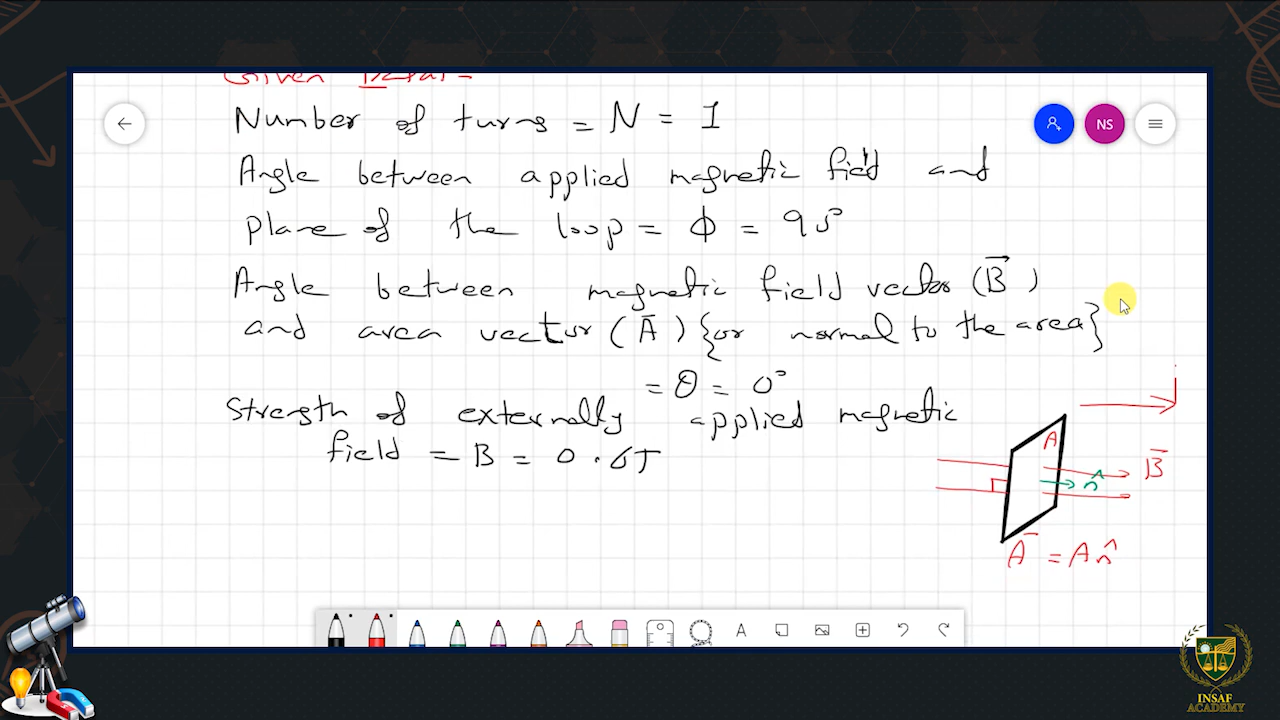 Given Data:-
Number of turns = N = 1
NS
Angle between applied magnetic field and
plane of the loop = ϕ = 90°
Angle between magnetic field vector (B⃗)
and area vector (A⃗) {or normal to the area}
= θ = 0°
Strength of externally applied magnetic
field = B = 0.6T
A
B⃗
n̂
A⃗ = A n̂
A
INSAF
ACADEMY